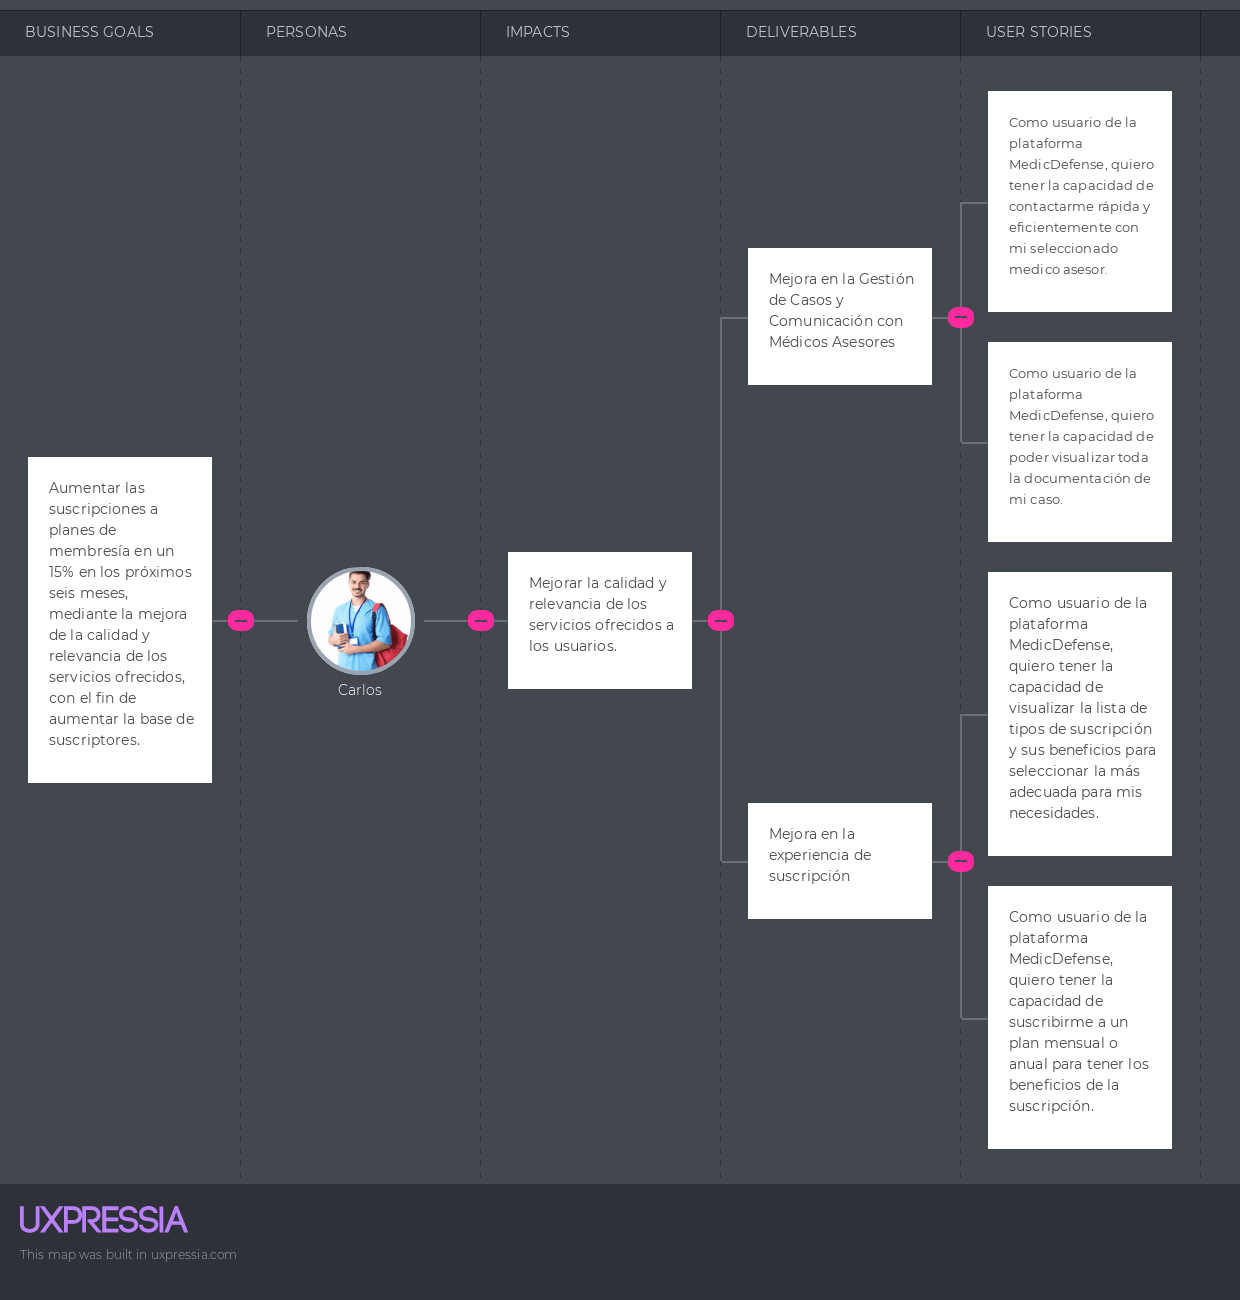 BUSINESS GOALS
PERSONAS
IMPACTS
DELIVERABLES
USER STORIES
Aumentar las
suscripciones a
planes de
membresía en un
15% en los próximos
seis meses,
mediante la mejora
de la calidad y
relevancia de los
servicios ofrecidos,
con el fin de
aumentar la base de
suscriptores.
Carlos
Mejorar la calidad y
relevancia de los
servicios ofrecidos a
los usuarios.
Mejora en la Gestión
de Casos y
Comunicación con
Médicos Asesores
Como usuario de la
plataforma
MedicDefense, quiero
tener la capacidad de
contactarme rápida y
eficientemente con
mi seleccionado
medico asesor.
Como usuario de la
plataforma
MedicDefense, quiero
tener la capacidad de
poder visualizar toda
la documentación de
mi caso.
Mejora en la
experiencia de
suscripción
Como usuario de la
plataforma
MedicDefense,
quiero tener la
capacidad de
visualizar la lista de
tipos de suscripción
y sus beneficios para
seleccionar la más
adecuada para mis
necesidades.
Como usuario de la
plataforma
MedicDefense,
quiero tener la
capacidad de
suscribirme a un
plan mensual o
anual para tener los
beneficios de la
suscripción.
UXPRESSIA
This map was built in uxpressia.com